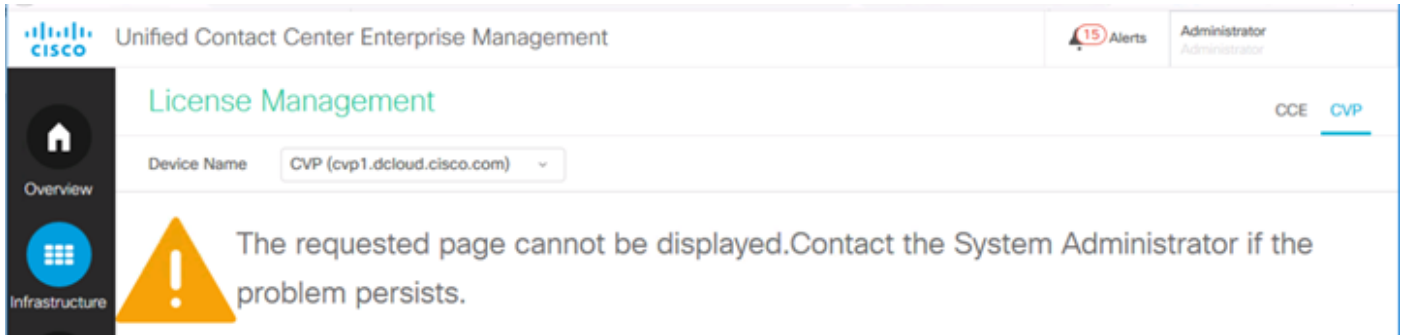 CISCO
Unified Contact Center Enterprise Management
15 Alerts
Administrator
Administrator
License Management
CCE CVP
Device Name CVP (cvp1.dcloud.cisco.com)
Overview
The requested page cannot be displayed.Contact the System Administrator if the
problem persists.
Infrastructure